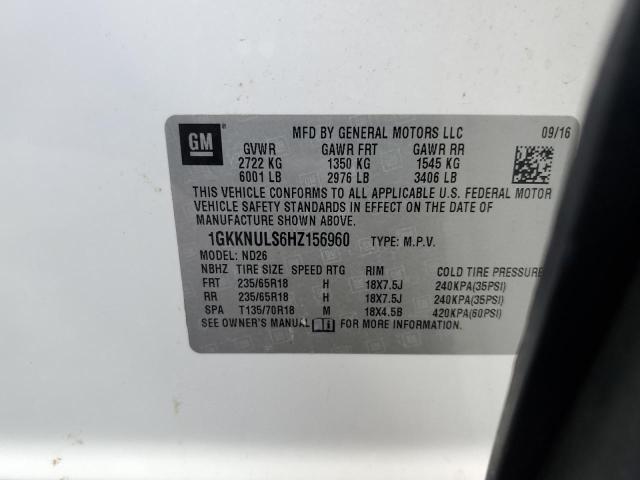 GM
MFD BY GENERAL MOTORS LLC 09/16
GVWR GAWR FRT GAWR RR
2722 KG 1350 KG 1545 KG
6001 LB 2976 LB 3406 LB
THIS VEHICLE CONFORMS TO ALL APPLICABLE U.S. FEDERAL MOTOR
VEHICLE SAFETY STANDARDS IN EFFECT ON THE DATE OF
MANUFACTURE SHOWN ABOVE.
1GKKNULS6HZ156960 TYPE: M.P.V.
MODEL: ND26
NBHZ TIRE SIZE SPEED RTG RIM COLD TIRE PRESSURE
FRT 235/65R18 H 18X7.5J 240KPA(35PSI)
RR 235/65R18 H 18X7.5J 240KPA(35PSI)
SPA T135/70R18 M 18X4.5B 420KPA(60PSI)
SEE OWNER'S MANUAL FOR MORE INFORMATION.